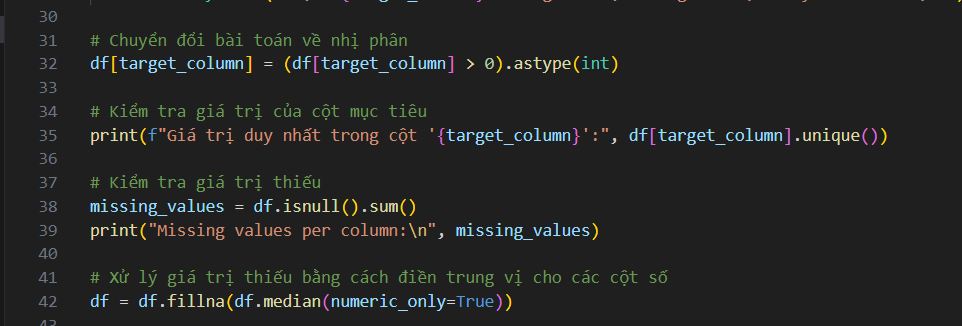 30
31 # Chuyển đổi bài toán về nhị phân
32 df[target_column] = (df[target_column] > 0).astype(int)
33
34 # Kiểm tra giá trị của cột mục tiêu
35 print(f"Giá trị duy nhất trong cột '{target_column}':", df[target_column].unique())
36
37 # Kiểm tra giá trị thiếu
38 missing_values = df.isnull().sum()
39 print("Missing values per column:\n", missing_values)
40
41 # Xử lý giá trị thiếu bằng cách điền trung vị cho các cột số
42 df = df.fillna(df.median(numeric_only=True))